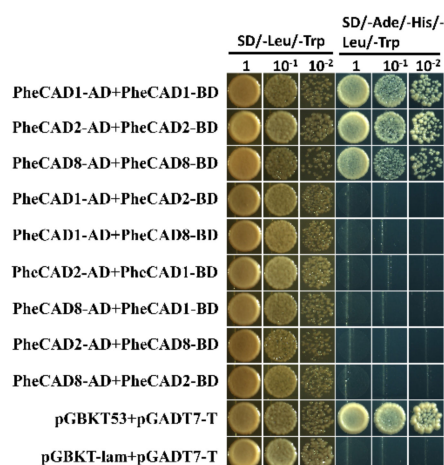 SD/-Leu/-Trp
SD/-Ade/-His/-
Leu/-Trp
1 10-1 10-2 1 10-1 10-2
PheCAD1-AD+PheCAD1-BD
PheCAD2-AD+PheCAD2-BD
PheCAD8-AD+PheCAD8-BD
PheCAD1-AD+PheCAD2-BD
PheCAD1-AD+PheCAD8-BD
PheCAD2-AD+PheCAD1-BD
PheCAD8-AD+PheCAD1-BD
PheCAD2-AD+PheCAD8-BD
PheCAD8-AD+PheCAD2-BD
pGBKT53+pGADT7-T
pGBKT-lam+pGADT7-T